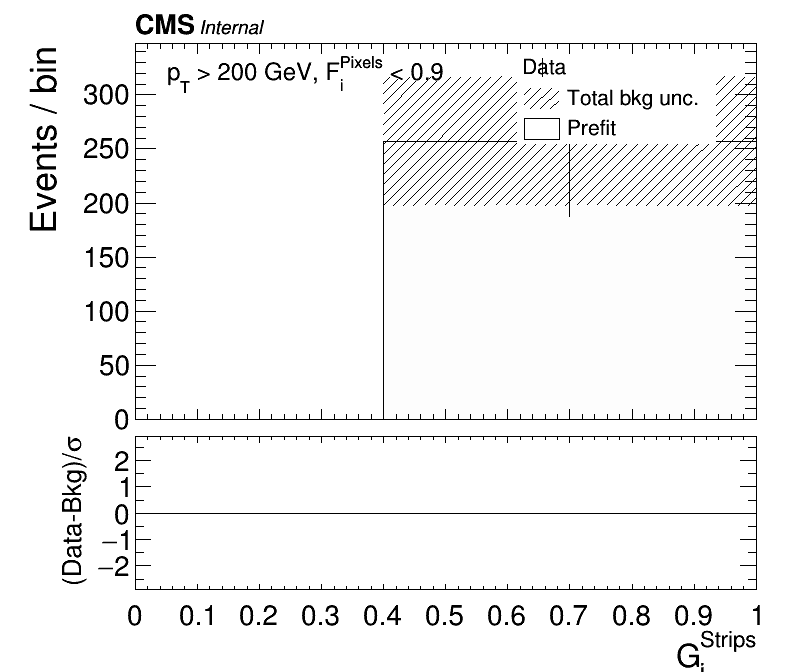 CMS Internal
p_T > 200 GeV, F_i^Pixels < 0.9
Data
Total bkg unc.
Prefit
Events / bin
300
250
200
150
100
50
0
(Data-Bkg)/σ
2
1
0
−1
−2
0 0.1 0.2 0.3 0.4 0.5 0.6 0.7 0.8 0.9 1
G_i^Strips